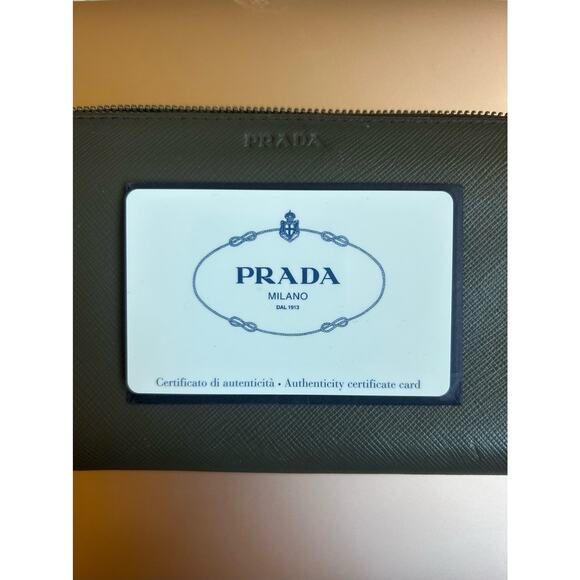 PRADA
PRADA
MILANO
DAL 1913
Certificato di autenticità • Authenticity certificate card